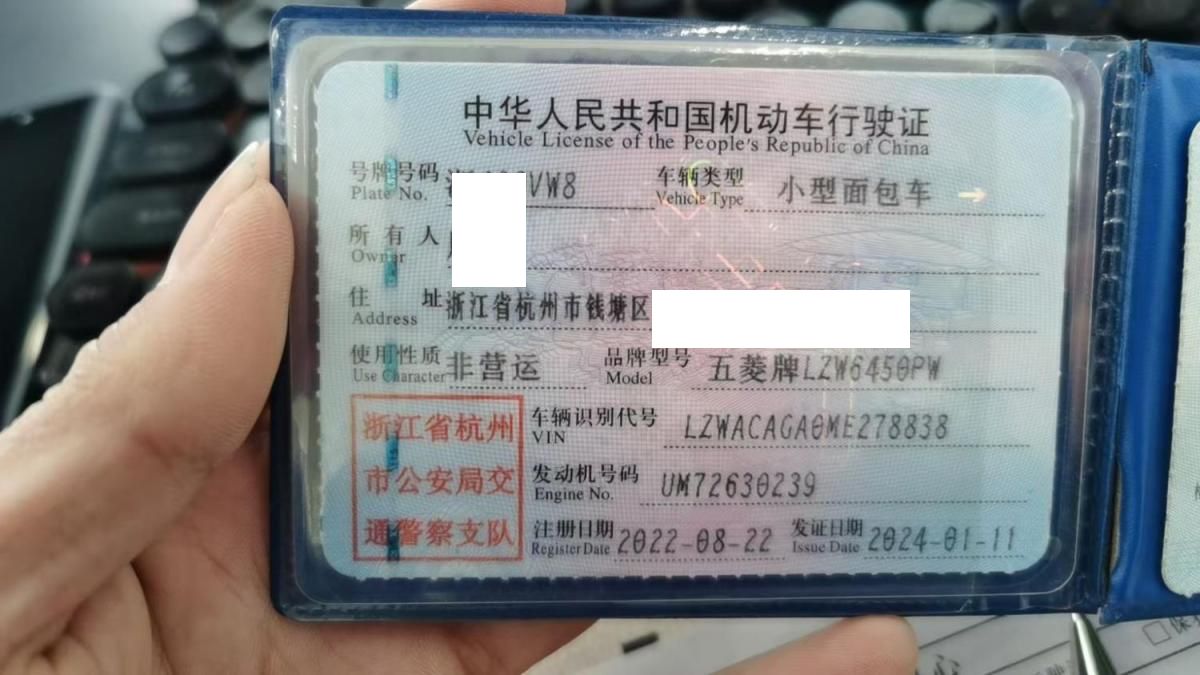 中华人民共和国机动车行驶证
Vehicle License of the People's Republic of China
号牌号码 VW8 车辆类型 小型面包车
Plate No. Vehicle Type
所有人
Owner
住址 浙江省杭州市钱塘区
Address
使用性质 非营运 品牌型号 五菱牌LZW6450PW
Use Character Model
浙江省杭州
市公安局交
通警察支队
车辆识别代号 LZWACAGA0ME278838
VIN
发动机号码 UM72630239
Engine No.
注册日期 2022-08-22 发证日期 2024-01-11
Register Date Issue Date